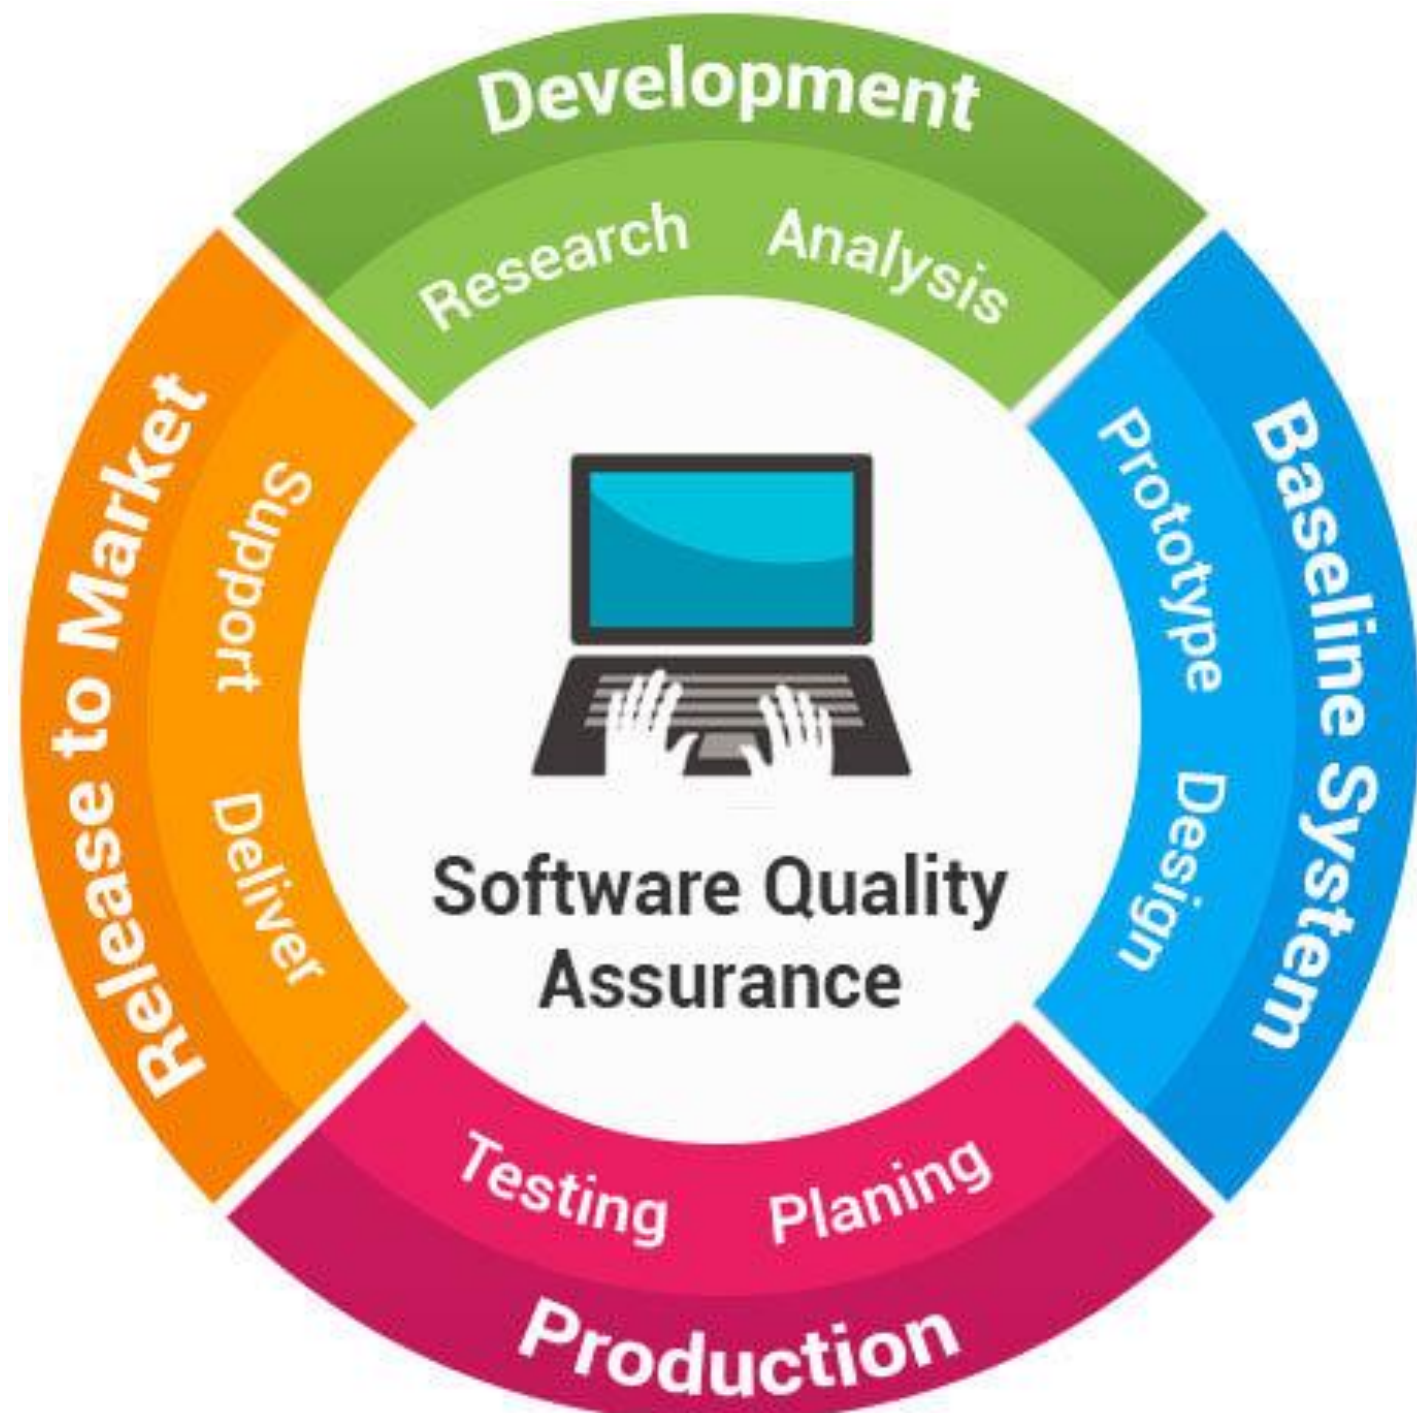 Development
Research
Analysis
Baseline System
Prototype
Design
Production
Planing
Testing
Release to Market
Deliver
Support
Software Quality
Assurance